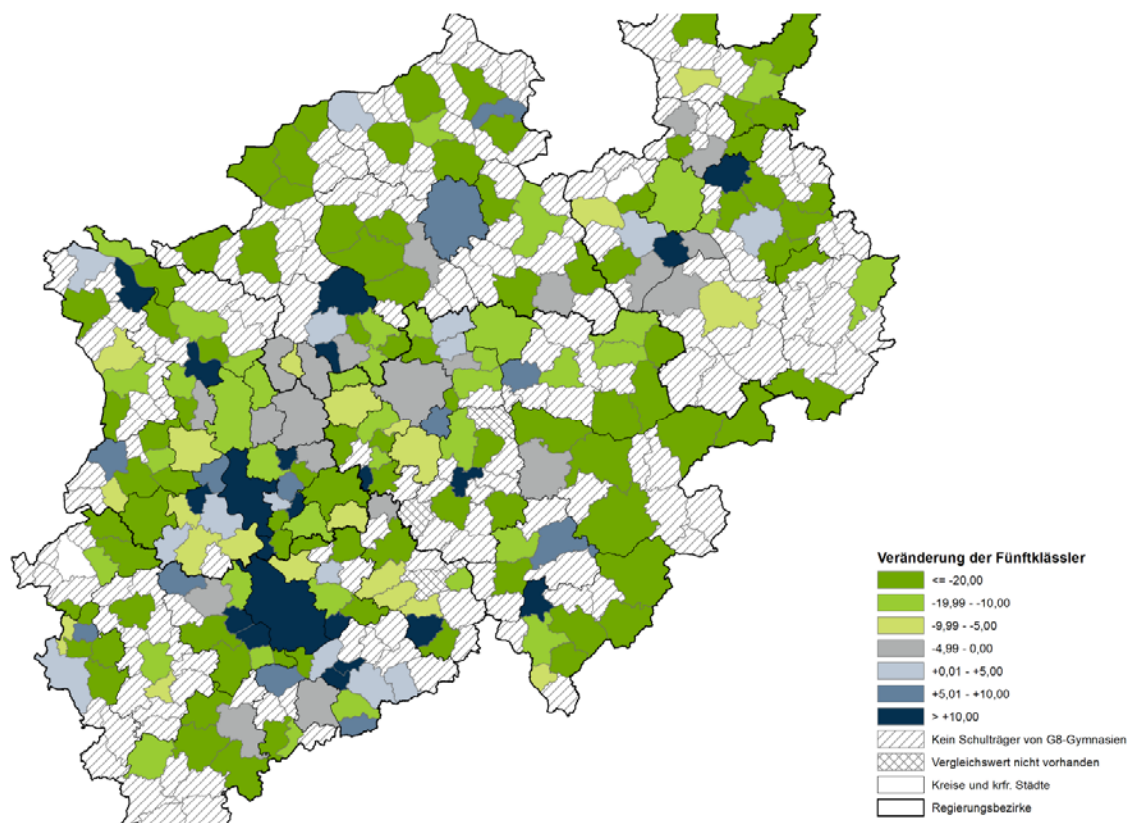 Veränderung der Fünftklässler
<= -20,00
-19,99 - -10,00
-9,99 - -5,00
-4,99 - 0,00
+0,01 - +5,00
+5,01 - +10,00
> +10,00
Kein Schulträger von G8-Gymnasien
Vergleichswert nicht vorhanden
Kreise und krfr. Städte
Regierungsbezirke